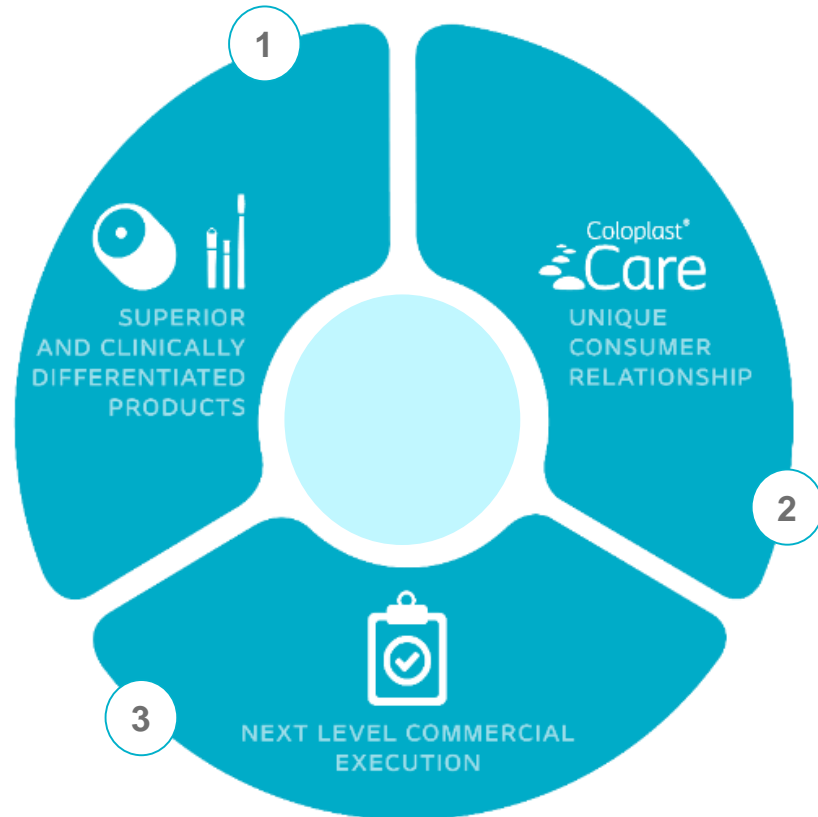 1
SUPERIOR
AND CLINICALLY
DIFFERENTIATED
PRODUCTS
Coloplast®
Care
UNIQUE
CONSUMER
RELATIONSHIP
2
3
NEXT LEVEL COMMERCIAL
EXECUTION